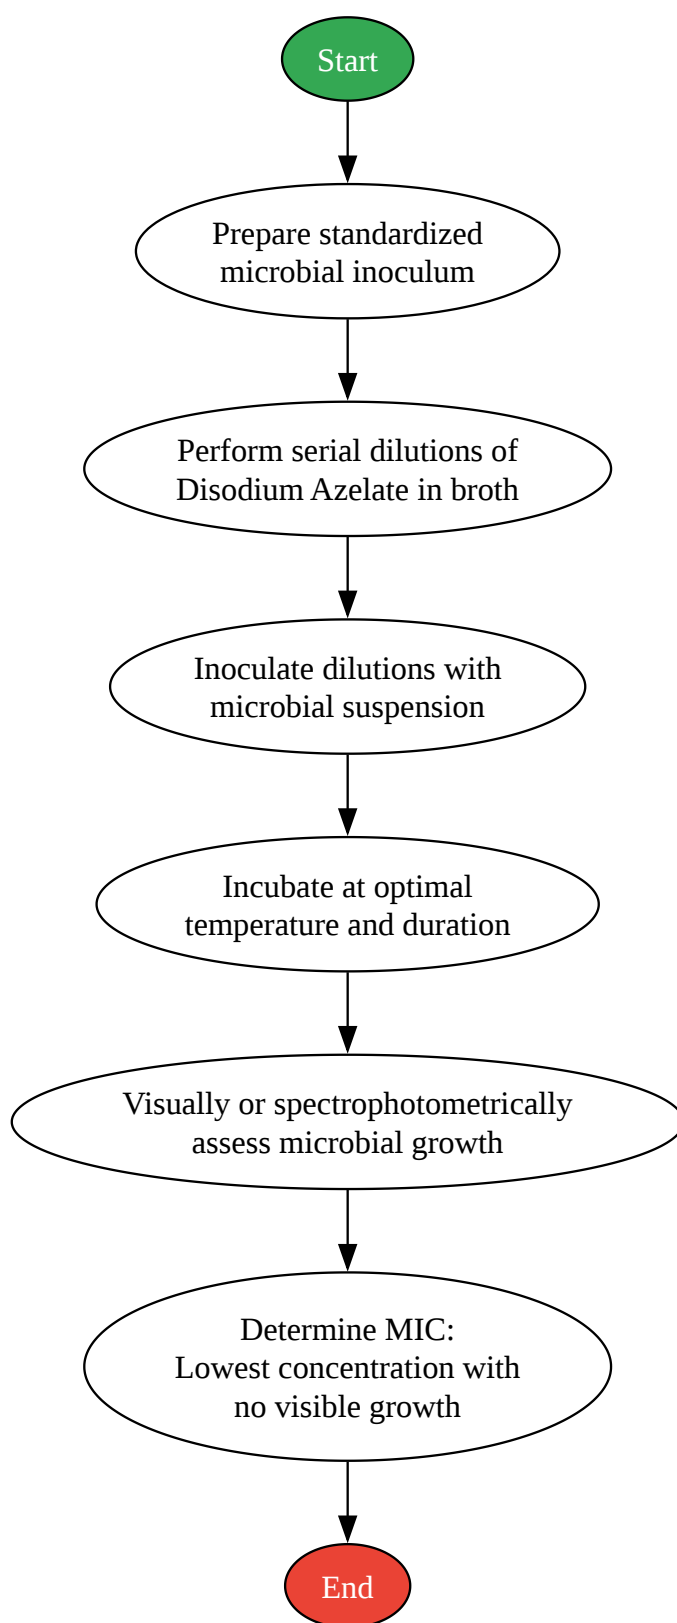 Start
Prepare standardized
microbial inoculum
Perform serial dilutions of
Disodium Azelate in broth
Inoculate dilutions with
microbial suspension
Incubate at optimal
temperature and duration
Visually or spectrophotometrically
assess microbial growth
Determine MIC:
Lowest concentration with
no visible growth
End